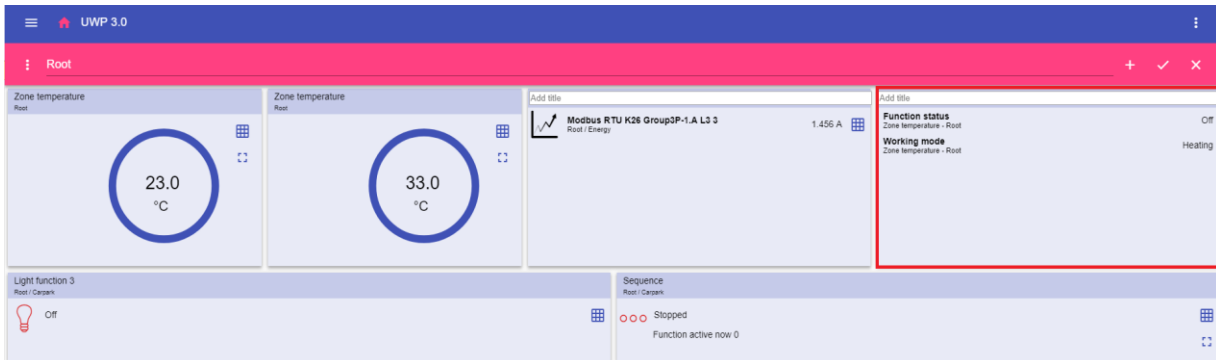 UWP 3.0
Root
Zone temperature
Root
23.0
°C
Zone temperature
Root
33.0
°C
Add title
Modbus RTU K26 Group3P-1.A L3-3
Root / Energy
1.456 A
Add title
Function status
Zone temperature - Root
Off
Working mode
Zone temperature - Root
Heating
Light function 3
Root / Carpark
Off
Sequence
Root / Carpark
Stopped
Function active now 0